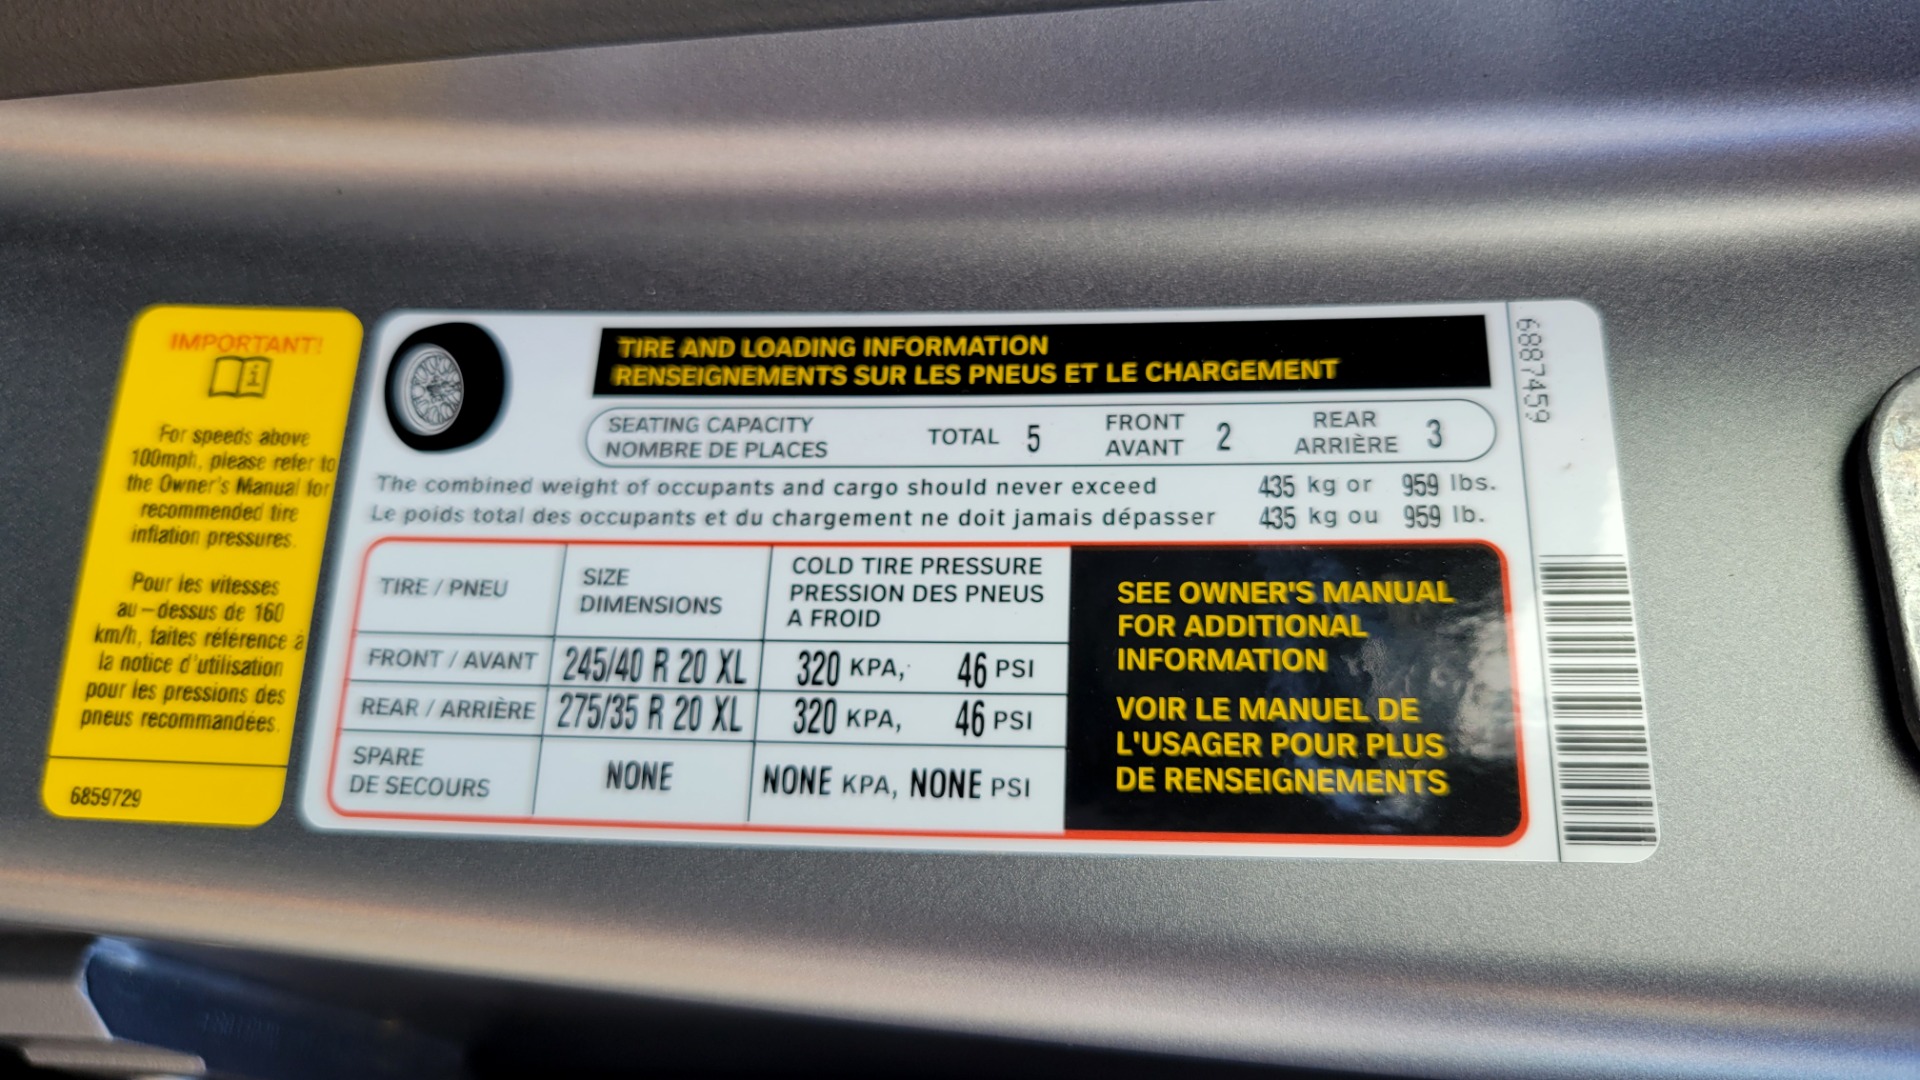 IMPORTANT!
For speeds above
100mph, please refer to
the Owner's Manual for
recommended tire
inflation pressures.
Pour les vitesses
au-dessus de 160
km/h, faites référence à
la notice d'utilisation
pour les pressions des
pneus recommandées.
6859729
TIRE AND LOADING INFORMATION
RENSEIGNEMENTS SUR LES PNEUS ET LE CHARGEMENT
SEATING CAPACITY
NOMBRE DE PLACES
TOTAL 5
FRONT
AVANT 2
REAR
ARRIÈRE 3
The combined weight of occupants and cargo should never exceed 435 kg or 959 lbs.
Le poids total des occupants et du chargement ne doit jamais dépasser 435 kg ou 959 lb.
TIRE / PNEU
SIZE
DIMENSIONS
COLD TIRE PRESSURE
PRESSION DES PNEUS
A FROID
FRONT / AVANT 245/40 R 20 XL 320 KPA, 46 PSI
REAR / ARRIÈRE 275/35 R 20 XL 320 KPA, 46 PSI
SPARE
DE SECOURS NONE NONE KPA, NONE PSI
SEE OWNER'S MANUAL
FOR ADDITIONAL
INFORMATION
VOIR LE MANUEL DE
L'USAGER POUR PLUS
DE RENSEIGNEMENTS
6887459